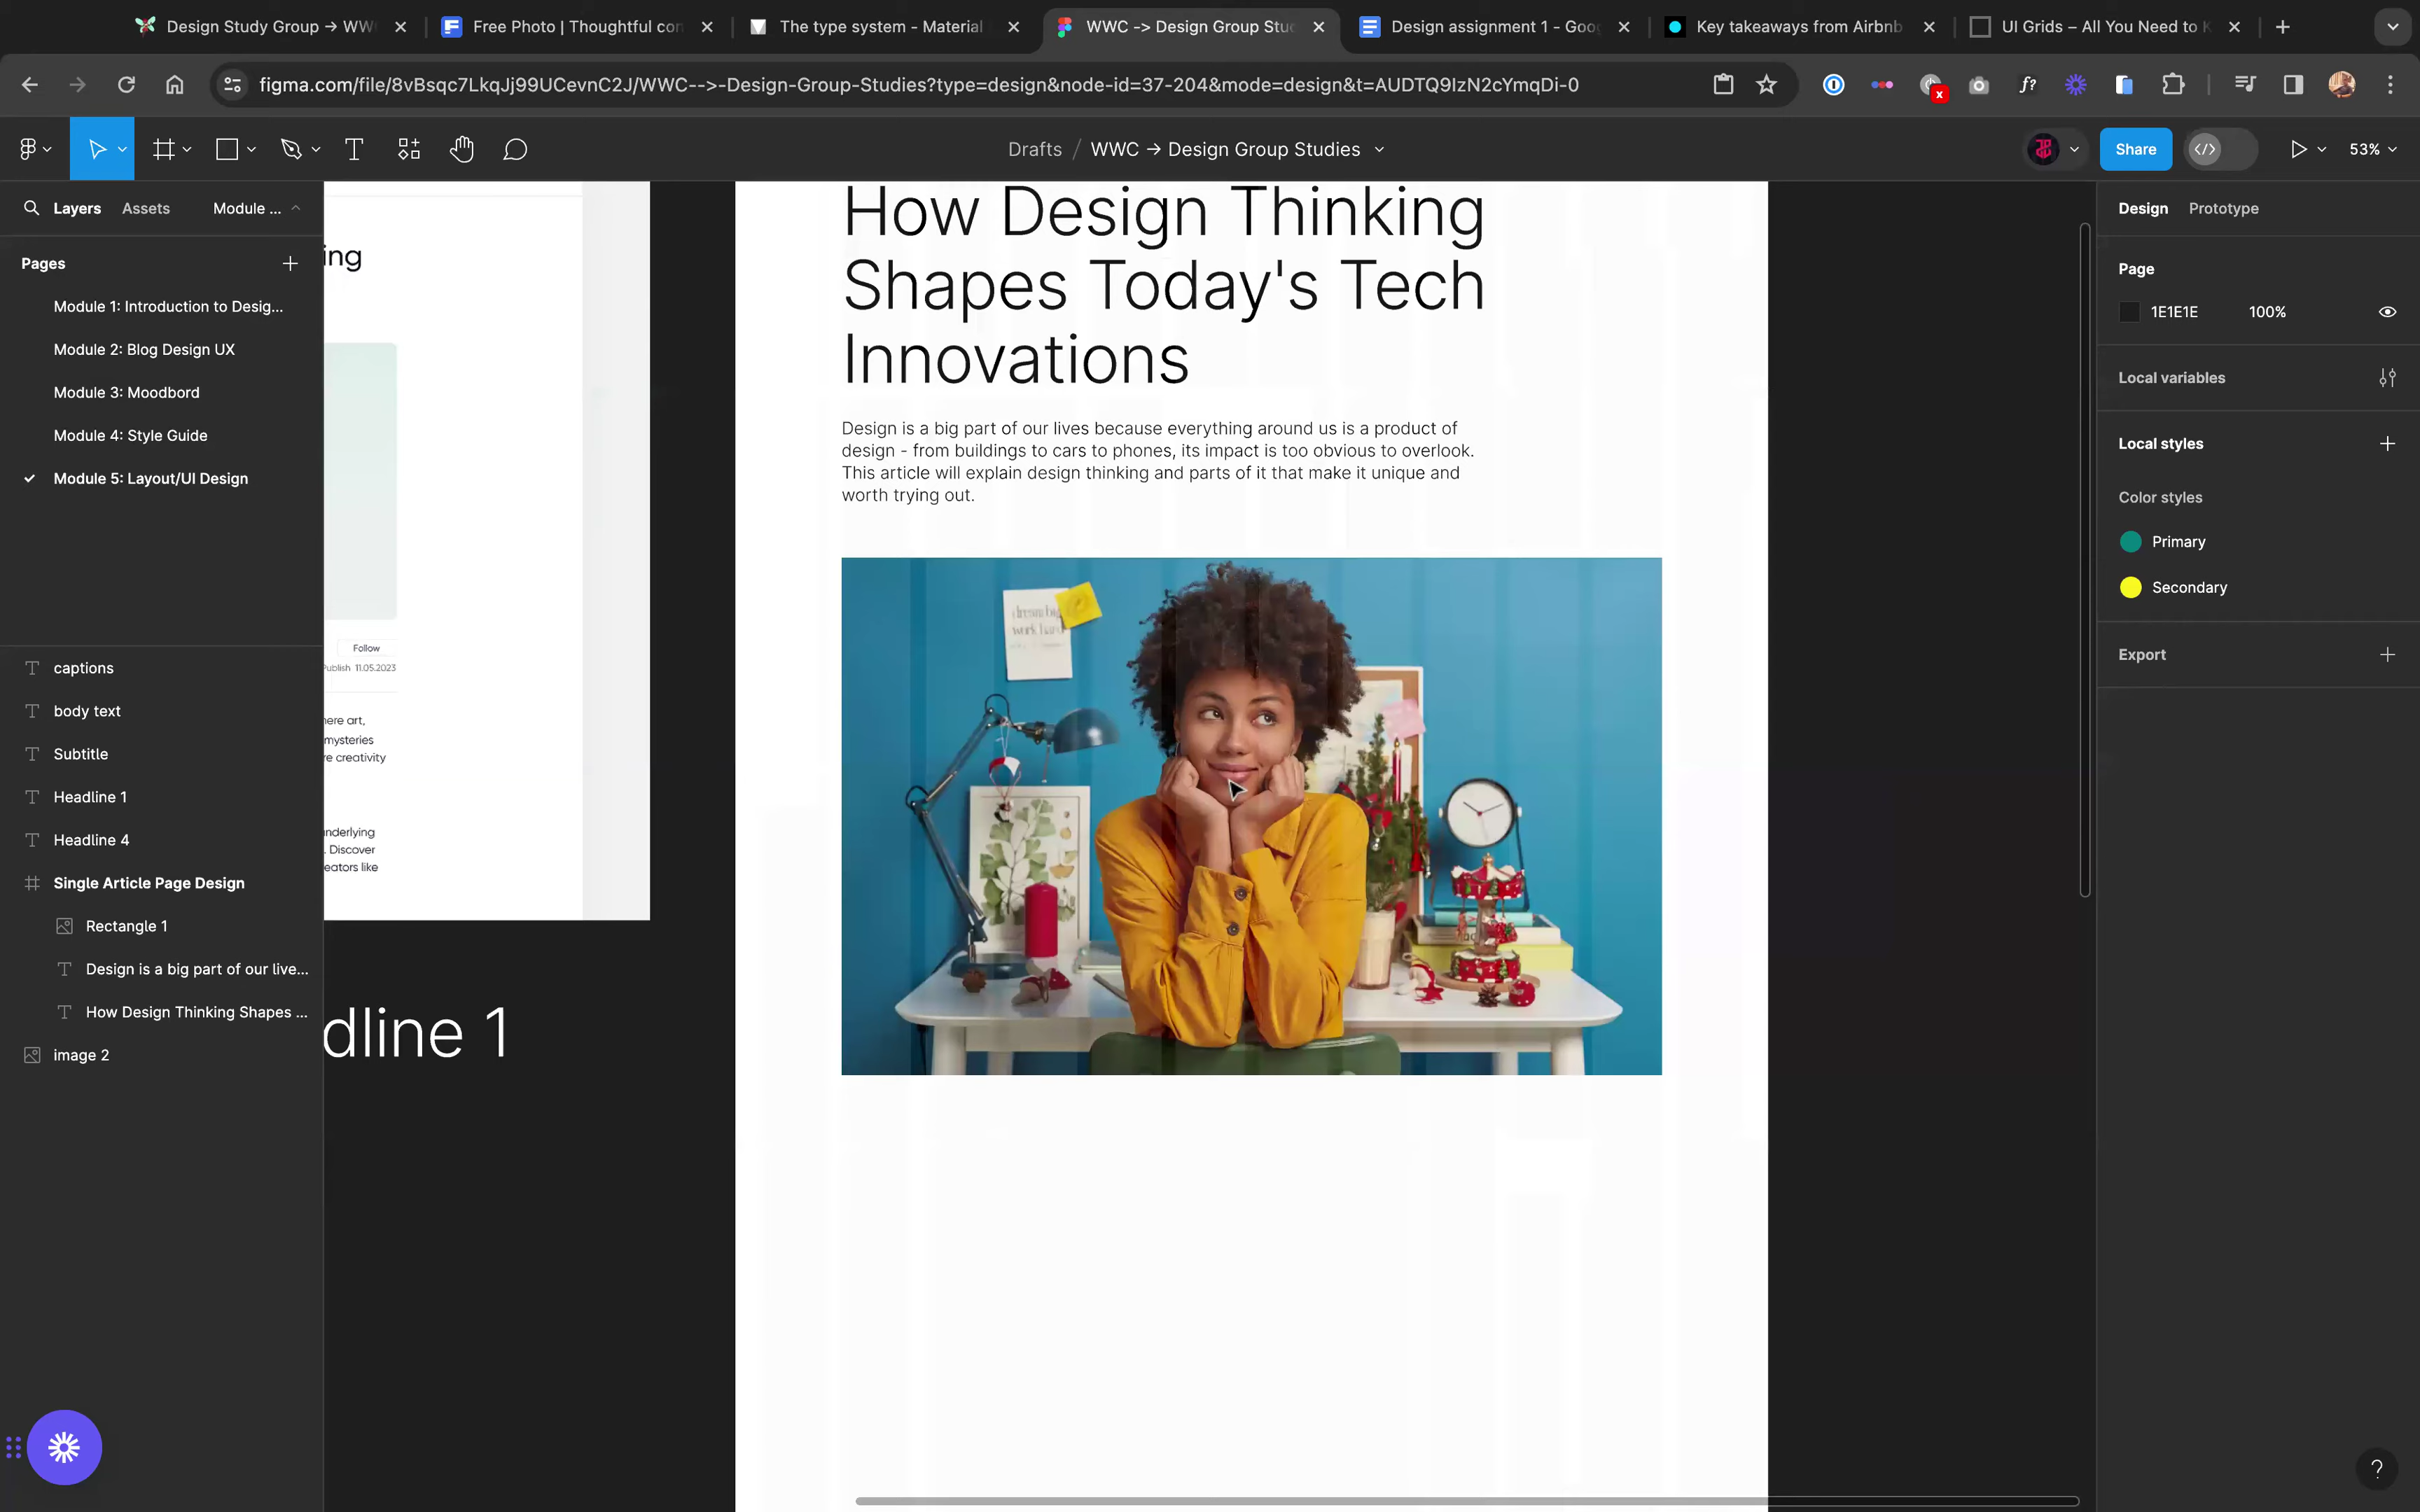 Design Study Group → WW
Free Photo | Thoughtful con
The type system - Material
WWC -> Design Group Stu
Design assignment 1 - Goo
Key takeaways from Airbnb
UI Grids – All You Need to K
figma.com/file/8vBsqc7LkqJj99UCevnC2J/WWC-->-Design-Group-Studies?type=design&node-id=37-204&mode=design&t=AUDTQ9IzN2cYmqDi-0
Drafts / WWC → Design Group Studies
Share
53%
Layers
Assets
Module ...
Pages
Module 1: Introduction to Desig...
Module 2: Blog Design UX
Module 3: Moodbord
Module 4: Style Guide
Module 5: Layout/UI Design
captions
body text
Subtitle
Headline 1
Headline 4
Single Article Page Design
Rectangle 1
Design is a big part of our live...
How Design Thinking Shapes ...
image 2
ing
Follow
Publish 11.05.2023
here art,
mysteries
re creativity
nderlying
. Discover
eators like
dline 1
How Design Thinking
Shapes Today's Tech
Innovations
Design is a big part of our lives because everything around us is a product of
design - from buildings to cars to phones, its impact is too obvious to overlook.
This article will explain design thinking and parts of it that make it unique and
worth trying out.
dream big
work hard
Design
Prototype
Page
1E1E1E
100%
Local variables
Local styles
Color styles
Primary
Secondary
Export
?